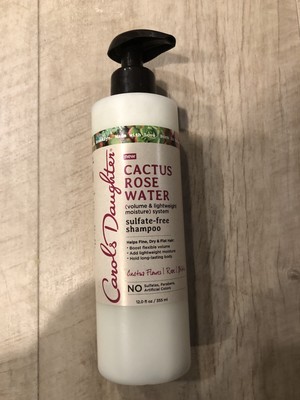 Carol's Daughter
new
CACTUS
ROSE
WATER
(volume & lightweight
moisture) system
sulfate-free
shampoo
Helps Fine, Dry & Flat Hair
• Boost flexible volume
• Add lightweight moisture
• Hold long-lasting body
Cactus Flower | Rose |
NO Sulfates, Parabens,
Artificial Colors
12.0 fl oz / 355 ml